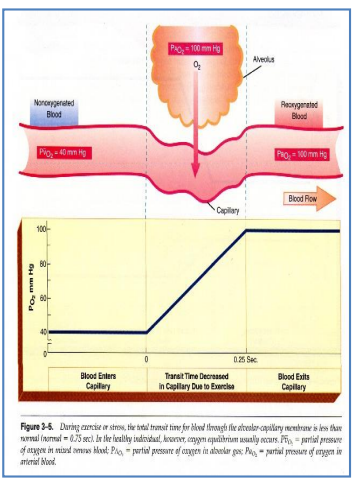 PAO2 = 100 mm Hg
O2
Alveolus
Nonoxygenated
Blood
Reoxygenated
Blood
Pv̄O2 = 40 mm Hg
PaO2 = 100 mm Hg
Blood Flow
Capillary
PO2 mm Hg
100
80
60
40
0
0
0.25 Sec.
Blood Enters
Capillary
Transit Time Decreased
in Capillary Due to Exercise
Blood Exits
Capillary
Figure 3–5. During exercise or stress, the total transit time for blood through the alveolar-capillary membrane is less than
normal (normal = 0.75 sec). In the healthy individual, however, oxygen equilibrium usually occurs. Pv̄O2 = partial pressure
of oxygen in mixed venous blood; PAO2 = partial pressure of oxygen in alveolar gas; PaO2 = partial pressure of oxygen in
arterial blood.